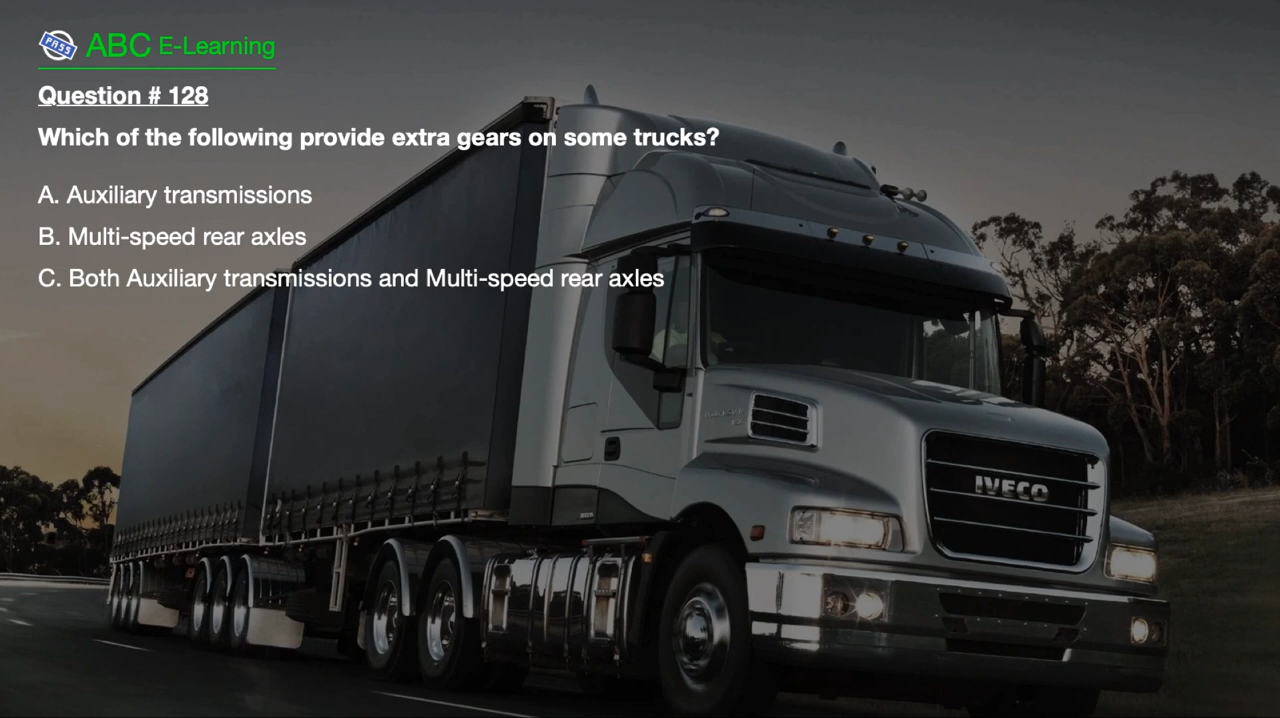 PASS
ABC E-Learning
Question # 128
Which of the following provide extra gears on some trucks?
A. Auxiliary transmissions
B. Multi-speed rear axles
C. Both Auxiliary transmissions and Multi-speed rear axles
IVECO